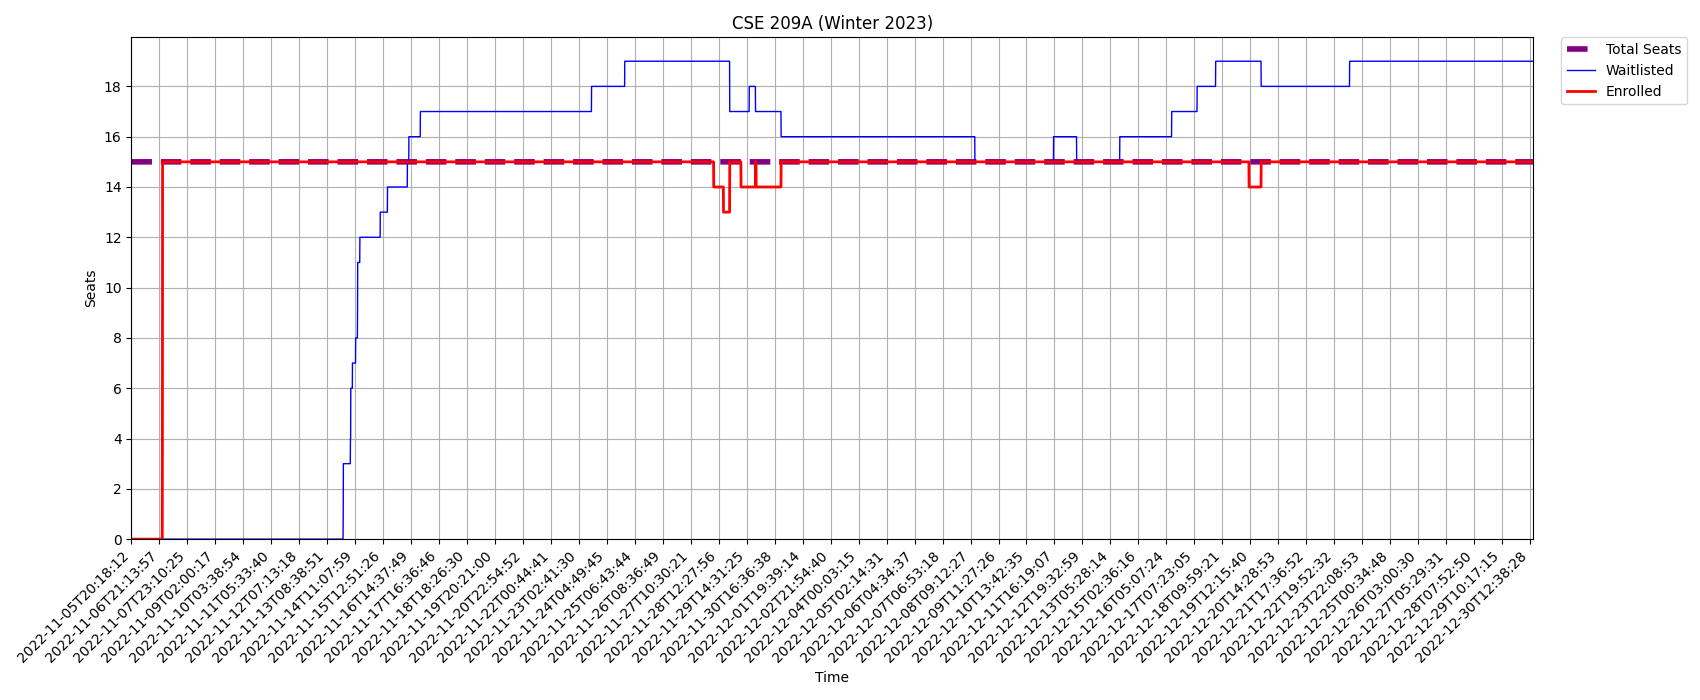 CSE 209A (Winter 2023)
Total Seats
Waitlisted
Enrolled
Seats
18
16
14
12
10
8
6
4
2
0
2022-11-05T20:18:12
2022-11-06T21:13:57
2022-11-07T23:10:25
2022-11-09T02:00:17
2022-11-10T03:38:54
2022-11-11T05:33:40
2022-11-12T07:13:18
2022-11-13T08:38:51
2022-11-14T11:07:59
2022-11-15T12:51:26
2022-11-16T14:37:49
2022-11-17T16:36:46
2022-11-18T18:26:30
2022-11-19T20:21:00
2022-11-20T22:54:52
2022-11-22T00:44:41
2022-11-23T02:41:30
2022-11-24T04:49:45
2022-11-25T06:43:44
2022-11-26T08:36:49
2022-11-27T10:30:21
2022-11-28T12:27:56
2022-11-29T14:31:25
2022-11-30T16:36:38
2022-12-01T19:39:14
2022-12-02T21:54:40
2022-12-04T00:03:15
2022-12-05T02:14:31
2022-12-06T04:34:37
2022-12-07T06:53:18
2022-12-08T09:12:27
2022-12-09T11:27:26
2022-12-10T13:42:35
2022-12-11T16:19:07
2022-12-12T19:32:59
2022-12-13T05:28:14
2022-12-15T02:36:16
2022-12-16T05:07:24
2022-12-17T07:23:05
2022-12-18T09:59:21
2022-12-19T12:15:40
2022-12-20T14:28:53
2022-12-21T17:36:52
2022-12-22T19:52:32
2022-12-23T22:08:53
2022-12-25T00:34:48
2022-12-26T03:00:30
2022-12-27T05:29:31
2022-12-28T07:52:50
2022-12-29T10:17:15
2022-12-30T12:38:28
Time